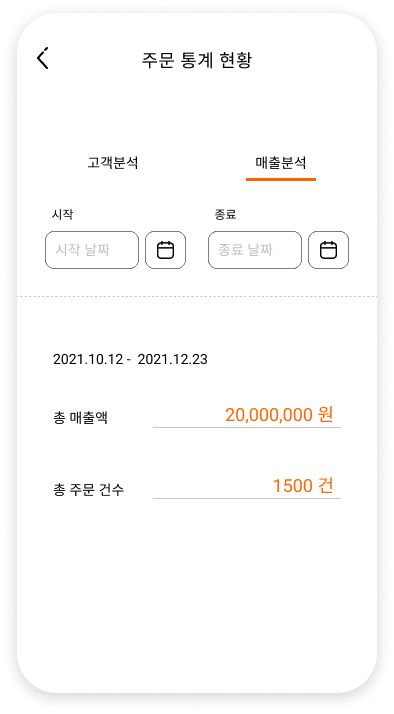 주문 통계 현황
고객분석 매출분석
시작 종료
시작 날짜 종료 날짜
2021.10.12 - 2021.12.23
총 매출액 20,000,000 원
총 주문 건수 1500 건